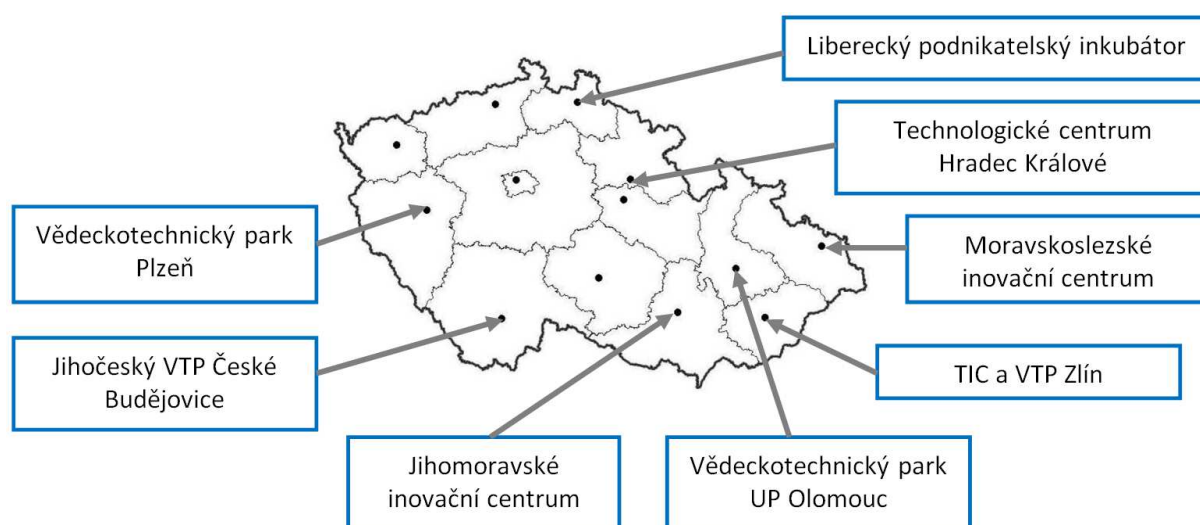 Liberecký podnikatelský inkubátor
Technologické centrum
Hradec Králové
Vědeckotechnický park
Plzeň
Moravskoslezské
inovační centrum
Jihočeský VTP České
Budějovice
TIC a VTP Zlín
Jihomoravské
inovační centrum
Vědeckotechnický park
UP Olomouc